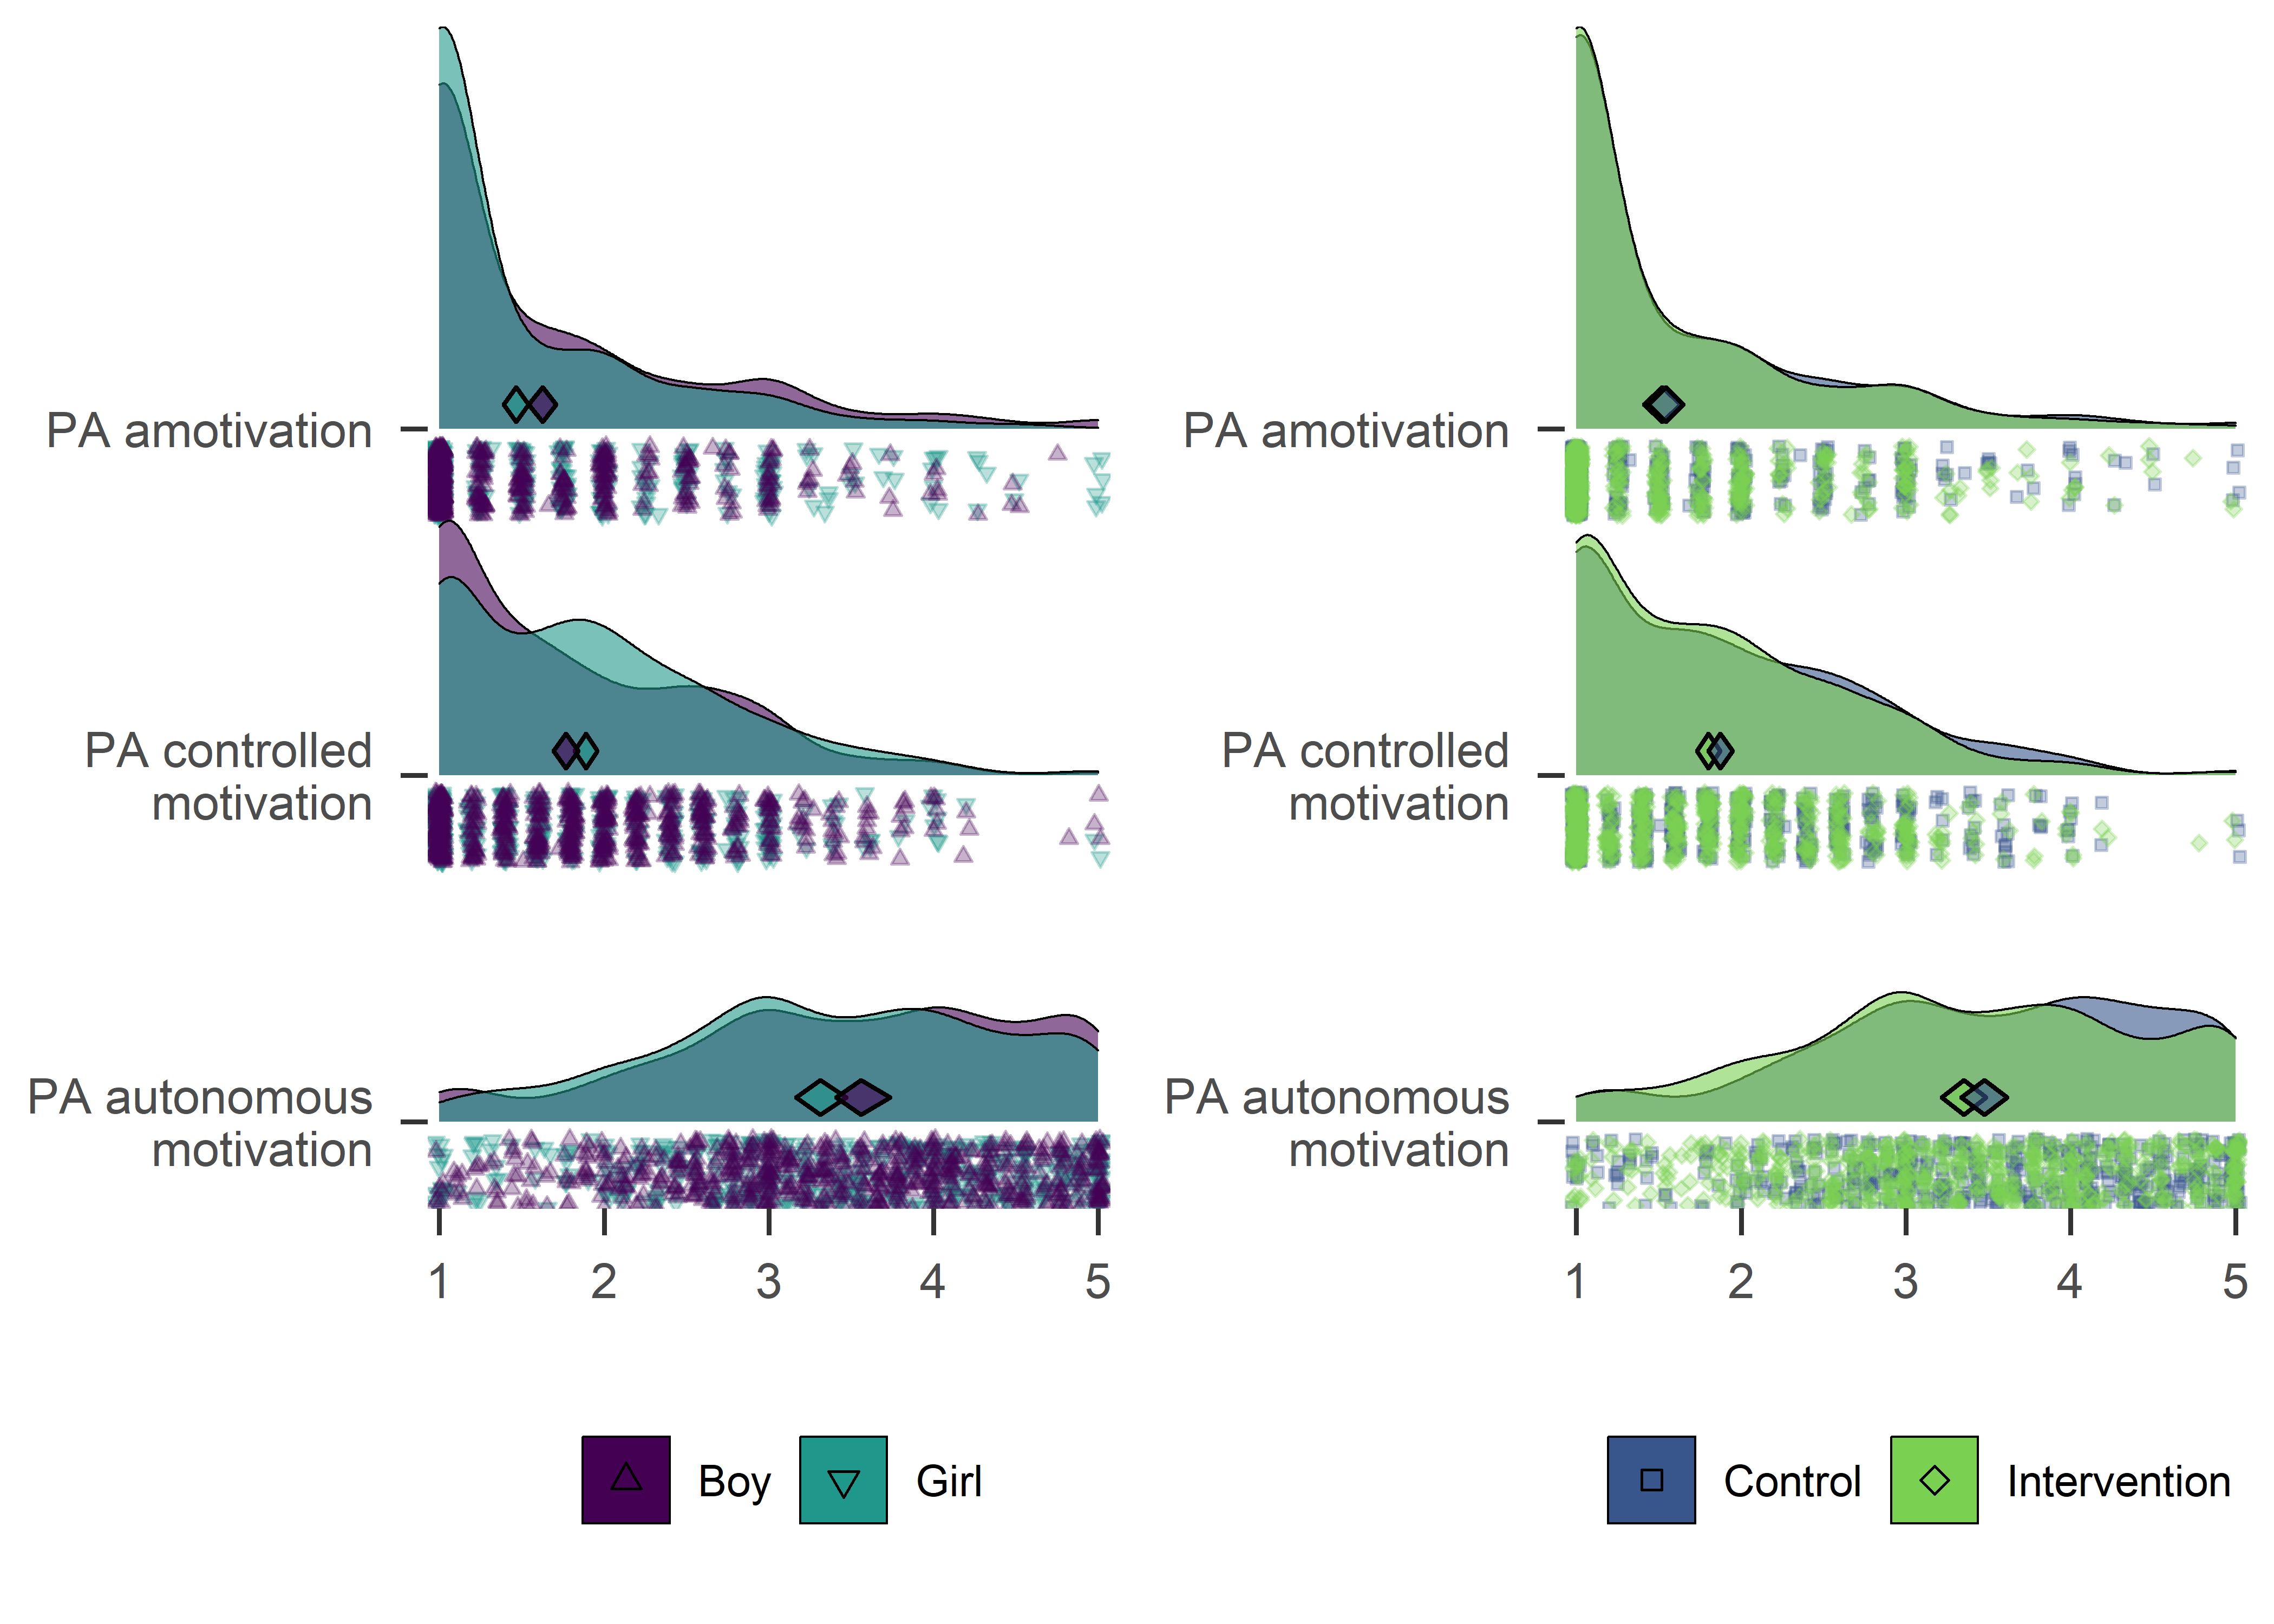 PA amotivation
PA controlled
motivation
PA autonomous
motivation
1 2 3 4 5
Boy Girl
PA amotivation
PA controlled
motivation
PA autonomous
motivation
1 2 3 4 5
Control Intervention